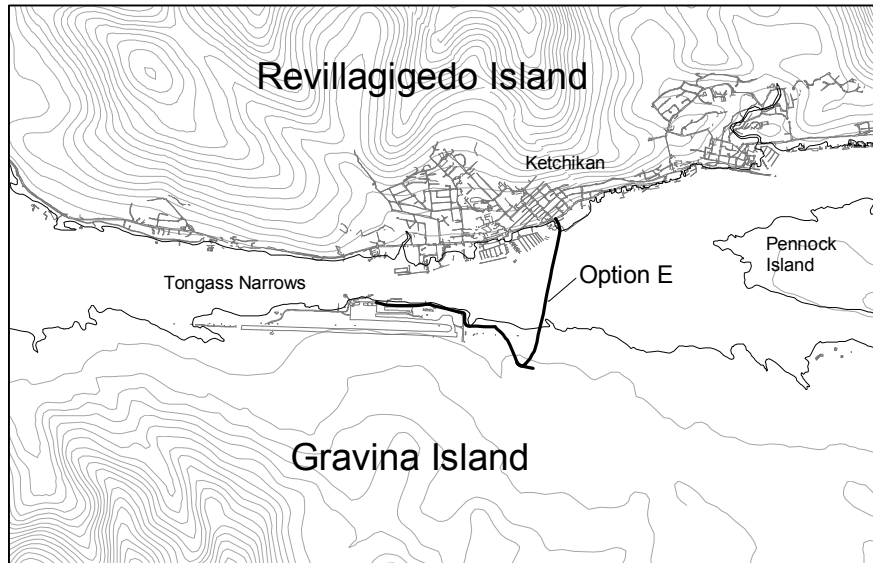 Revillagigedo Island
Ketchikan
Pennock
Island
Option E
Tongass Narrows
Gravina Island